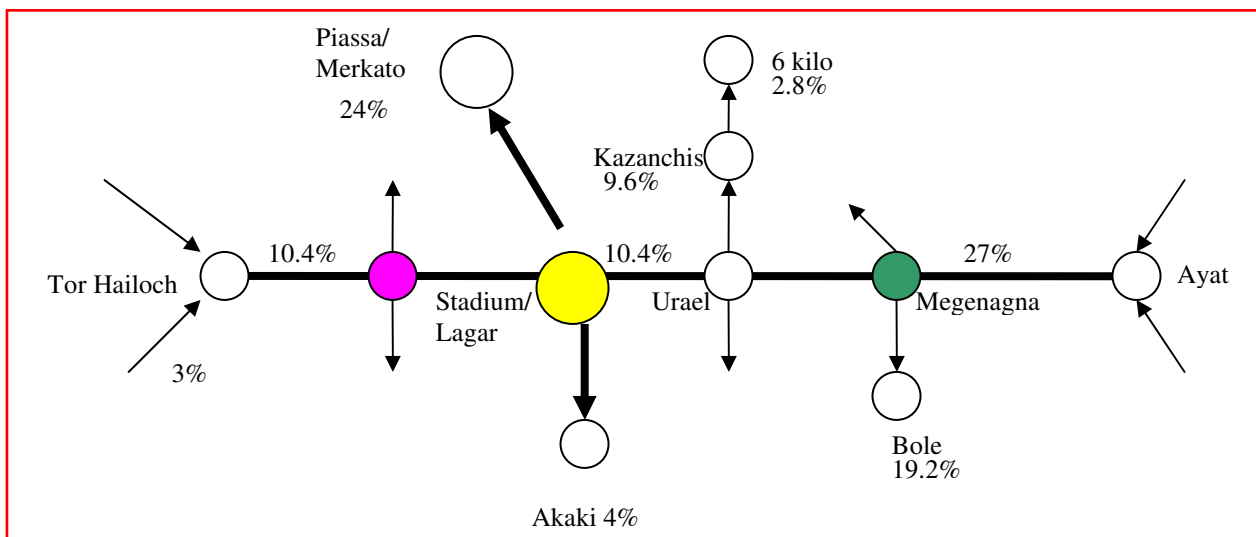 Piassa/
Merkato
24%
6 kilo
2.8%
Kazanchis
9.6%
Tor Hailoch
10.4%
Stadium/
Lagar
10.4%
Urael
27%
Megenagna
Ayat
3%
Bole
19.2%
Akaki 4%